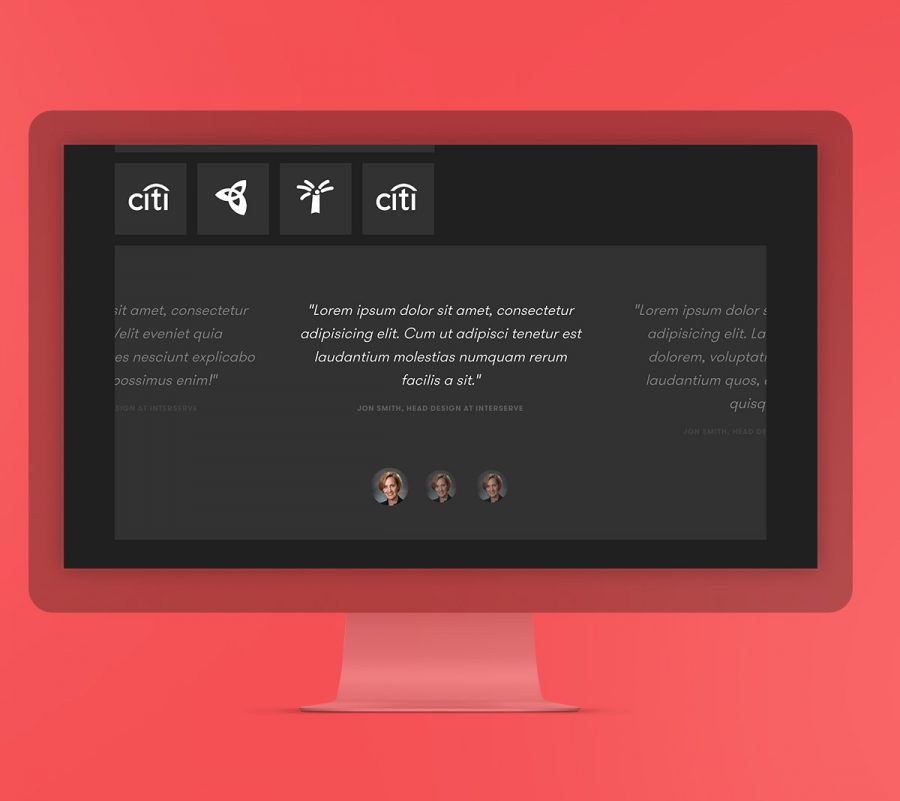 citi
citi
sit amet, consectetur
Velit eveniet quia
es nesciunt explicabo
possimus enim!"
DESIGN AT INTERSERVE
"Lorem ipsum dolor sit amet, consectetur
adipisicing elit. Cum ut adipisci tenetur est
laudantium molestias numquam rerum
facilis a sit."
JON SMITH, HEAD DESIGN AT INTERSERVE
"Lorem ipsum dolor s
adipisicing elit. La
dolorem, voluptat
laudantium quos,
quisq
JON SMITH, HEAD DE